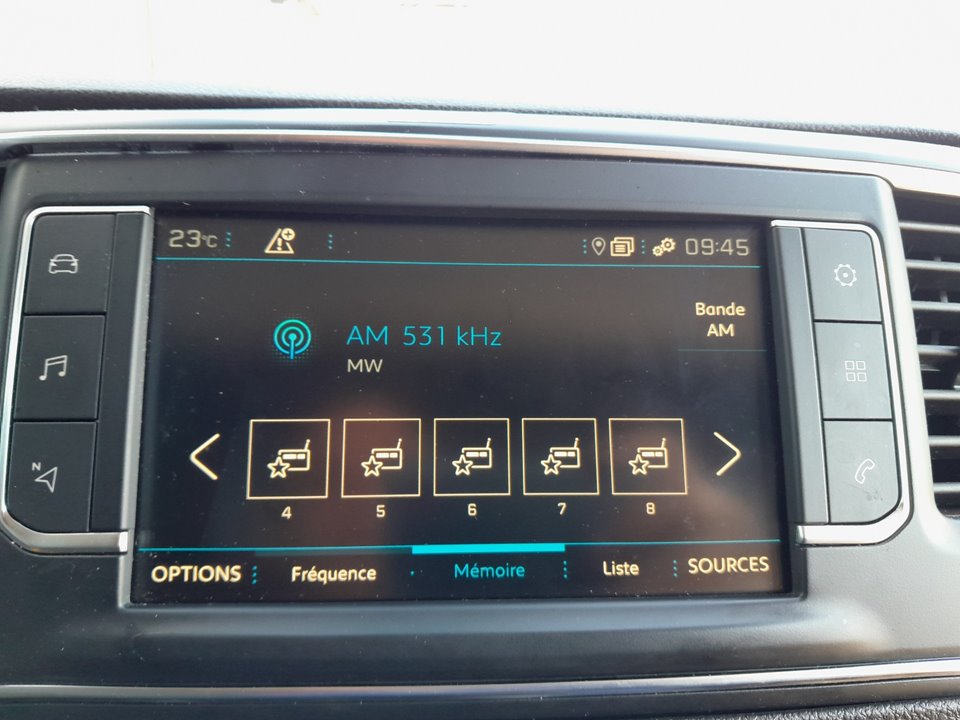 23°C
09:45
Bande
AM
AM 531 kHz
MW
4 5 6 7 8
OPTIONS Fréquence Mémoire Liste SOURCES
N